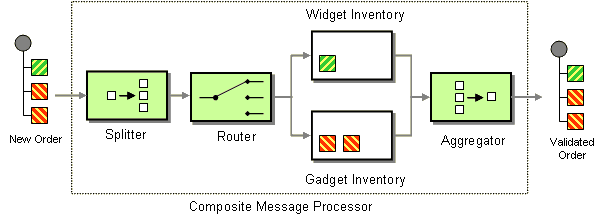 Widget Inventory
New Order
Splitter
Router
Aggregator
Validated
Order
Gadget Inventory
Composite Message Processor